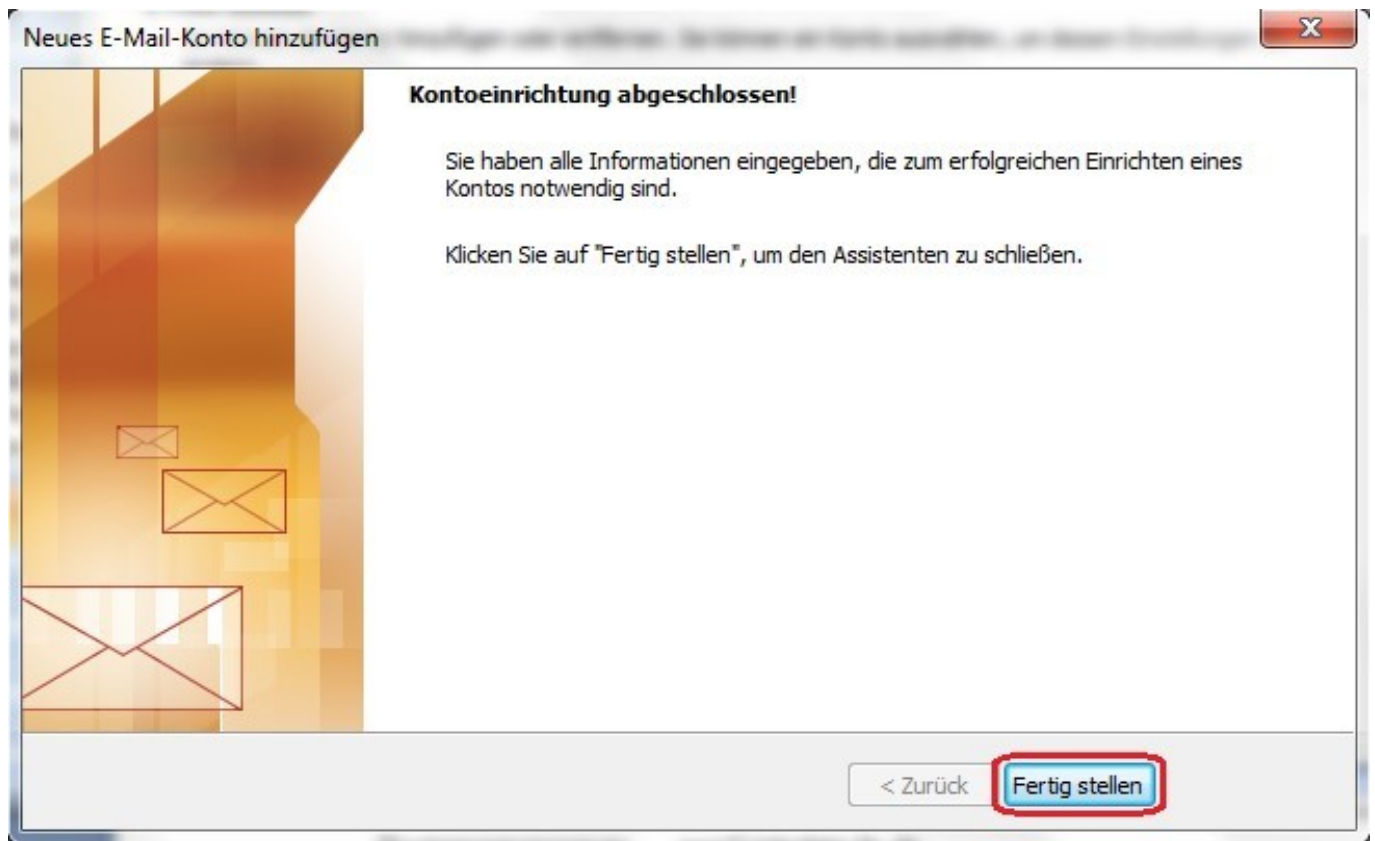 Neues E-Mail-Konto hinzufügen
Kontoeinrichtung abgeschlossen!
Sie haben alle Informationen eingegeben, die zum erfolgreichen Einrichten eines
Kontos notwendig sind.
Klicken Sie auf "Fertig stellen", um den Assistenten zu schließen.
< Zurück
Fertig stellen